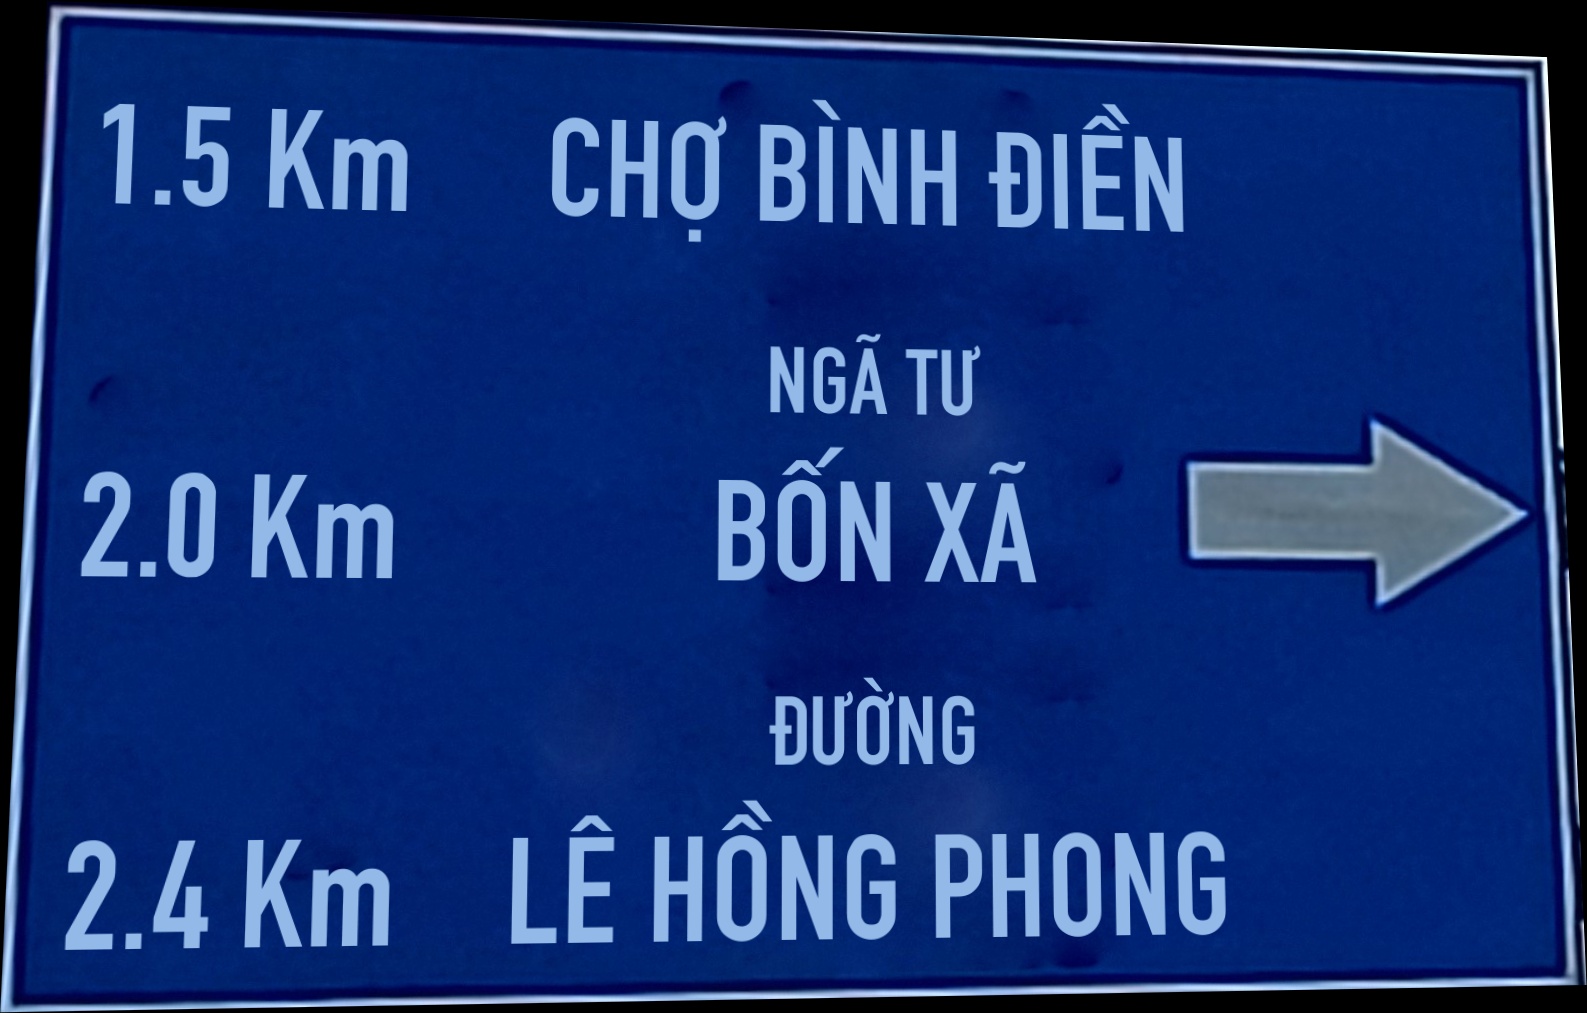 1.5 Km CHỢ BÌNH ĐIỀN
NGÃ TƯ
2.0 Km BỐN XÃ
ĐƯỜNG
2.4 Km LÊ HỒNG PHONG